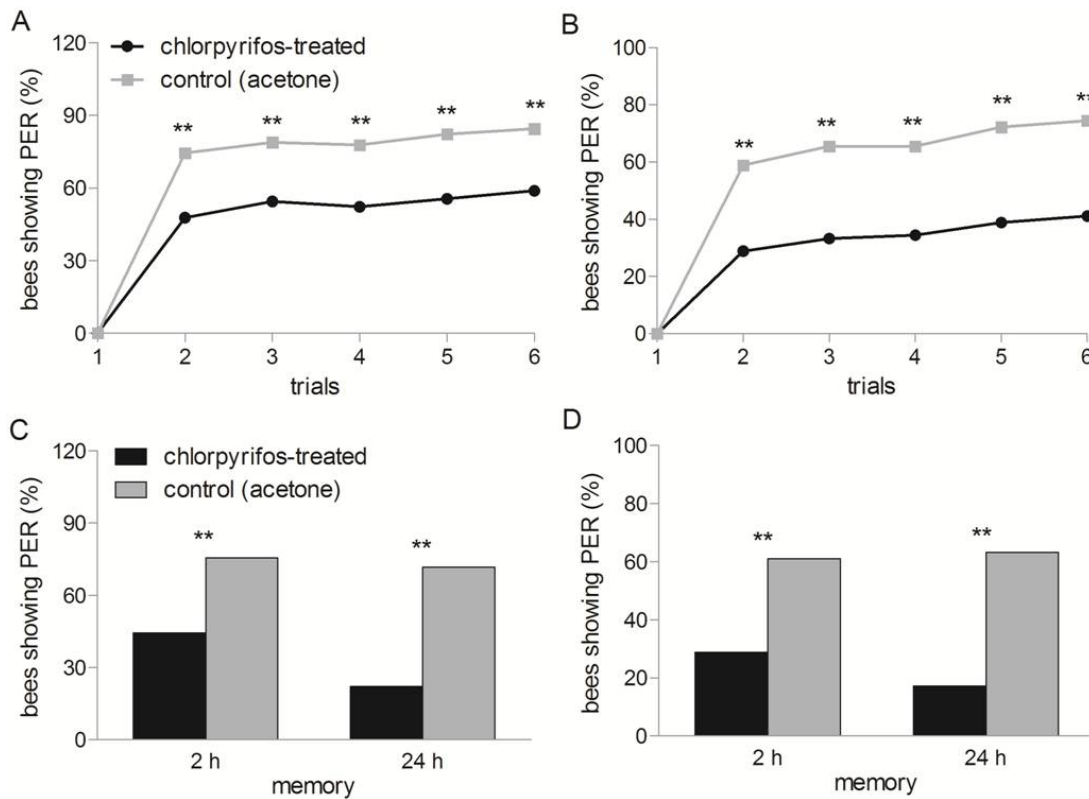 A
120
90
60
30
0
bees showing PER (%)
chlorpyrifos-treated
control (acetone)
** ** ** ** **
1 2 3 4 5 6
trials
B
100
80
60
40
20
0
bees showing PER (%)
** ** ** ** **
1 2 3 4 5 6
trials
C
120
90
60
30
0
bees showing PER (%)
chlorpyrifos-treated
control (acetone)
** **
2 h 24 h
memory
D
100
80
60
40
20
0
bees showing PER (%)
** **
2 h 24 h
memory